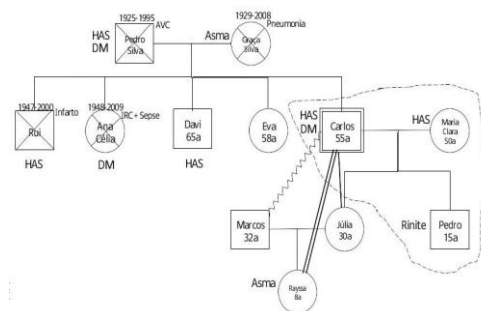 1925-1995
AVC
1929-2008
Pneumonia
HAS
DM
Pedro
Silva
Asma
Graça
Silva
1947-2000
Infarto
1948-2009
IRC + Sepse
Rui
Ana
Célia
Davi
65a
Eva
58a
HAS
DM
Carlos
55a
HAS
Maria
Clara
50a
HAS
DM
HAS
Marcos
32a
Júlia
30a
Rinite
Pedro
15a
Asma
Rayssa
8a